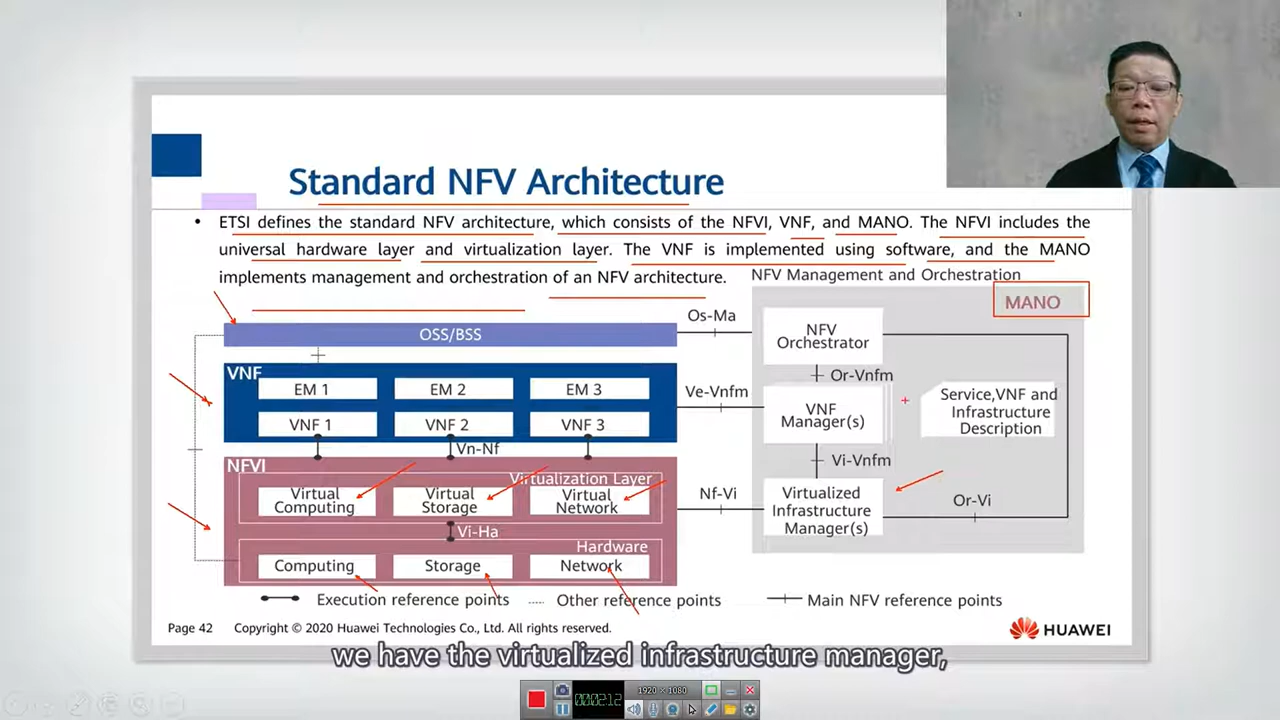 Standard NFV Architecture
• ETSI defines the standard NFV architecture, which consists of the NFVI, VNF, and MANO. The NFVI includes the
universal hardware layer and virtualization layer. The VNF is implemented using software, and the MANO
implements management and orchestration of an NFV architecture.
NFV Management and Orchestration
MANO
OSS/BSS
Os-Ma
NFV
Orchestrator
Or-Vnfm
VNF
EM 1
EM 2
EM 3
VNF 1
VNF 2
VNF 3
Ve-Vnfm
VNF
Manager(s)
Service,VNF and
Infrastructure
Description
Vn-Nf
Vi-Vnfm
NFVI
Virtualization Layer
Virtual
Computing
Virtual
Storage
Virtual
Network
Nf-Vi
Virtualized
Infrastructure
Manager(s)
Or-Vi
Vi-Ha
Hardware
Computing
Storage
Network
Execution reference points
Other reference points
Main NFV reference points
Page 42
Copyright © 2020 Huawei Technologies Co., Ltd. All rights reserved.
HUAWEI
we have the virtualized infrastructure manager,
1920 × 1080
00:02:12